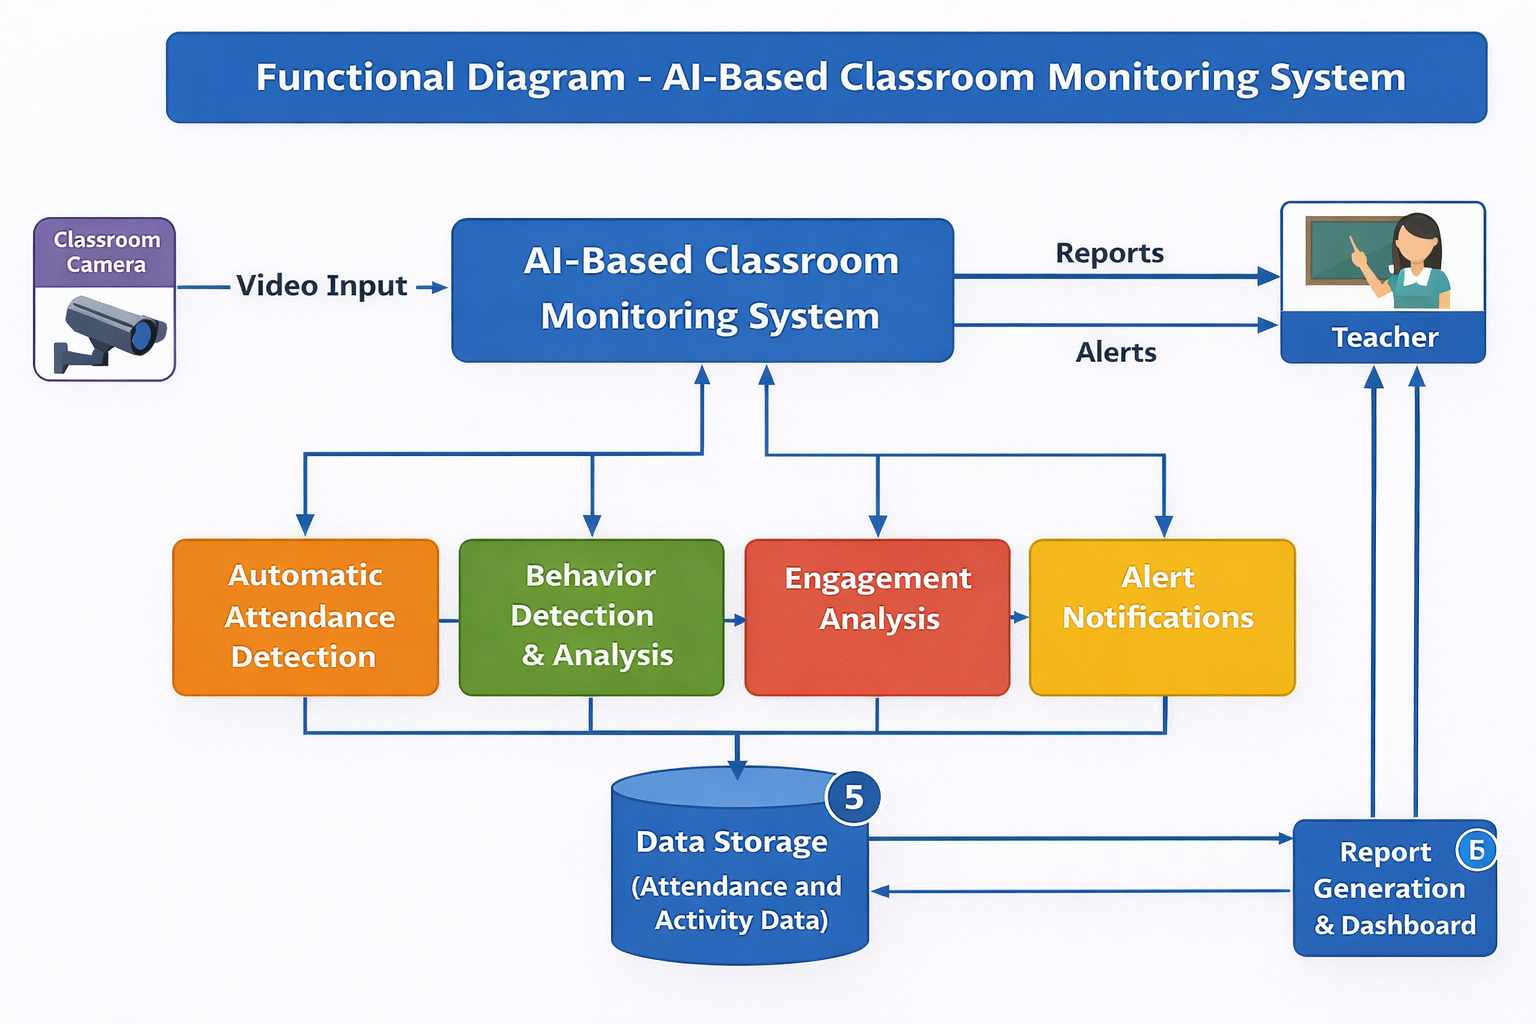 Functional Diagram - AI-Based Classroom Monitoring System
Classroom
Camera
Video Input
AI-Based Classroom
Monitoring System
Reports
Alerts
Teacher
Automatic
Attendance
Detection
Behavior
Detection
& Analysis
Engagement
Analysis
Alert
Notifications
5
Data Storage
(Attendance and
Activity Data)
Report
Б
Generation
& Dashboard